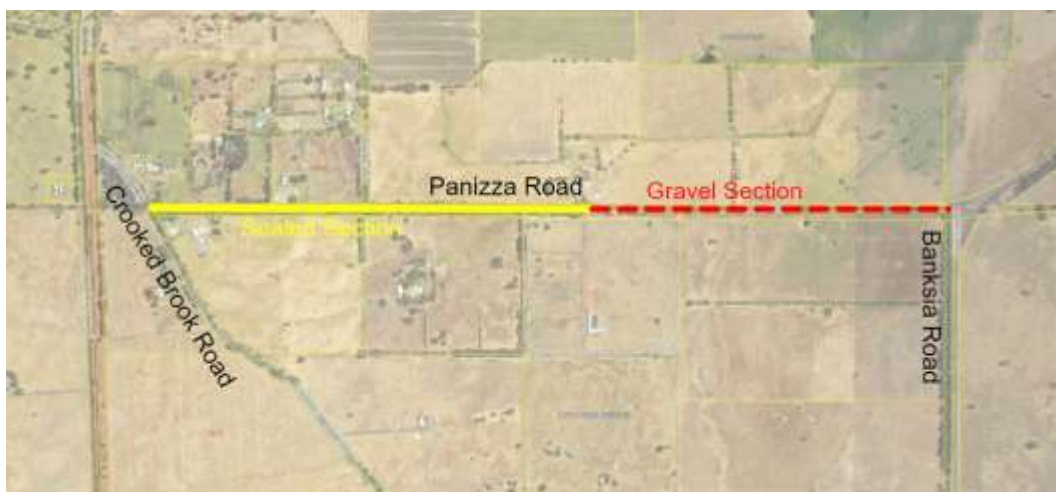 Panizza Road
Gravel Section
Sealed Section
Crooked Brook Road
Banksia Road